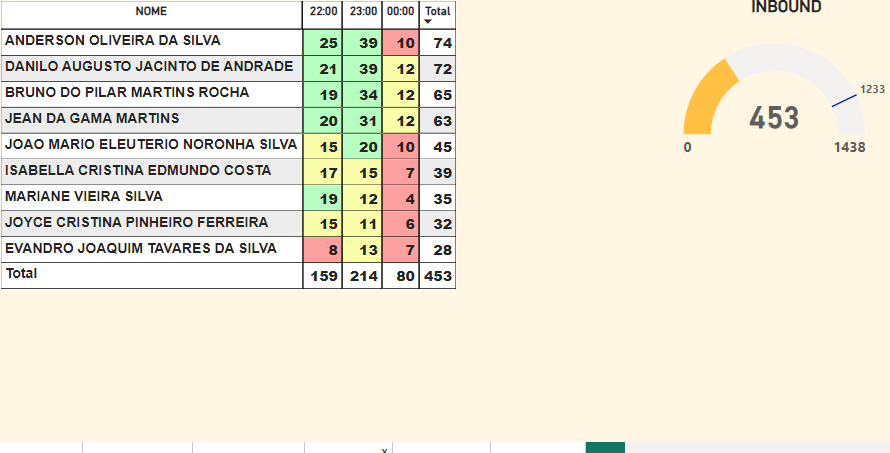 NOME 22:00 23:00 00:00 Total
ANDERSON OLIVEIRA DA SILVA 25 39 10 74
DANILO AUGUSTO JACINTO DE ANDRADE 21 39 12 72
BRUNO DO PILAR MARTINS ROCHA 19 34 12 65
JEAN DA GAMA MARTINS 20 31 12 63
JOAO MARIO ELEUTERIO NORONHA SILVA 15 20 10 45
ISABELLA CRISTINA EDMUNDO COSTA 17 15 7 39
MARIANE VIEIRA SILVA 19 12 4 35
JOYCE CRISTINA PINHEIRO FERREIRA 15 11 6 32
EVANDRO JOAQUIM TAVARES DA SILVA 8 13 7 28
Total 159 214 80 453
INBOUND
1233
453
0 1438
x